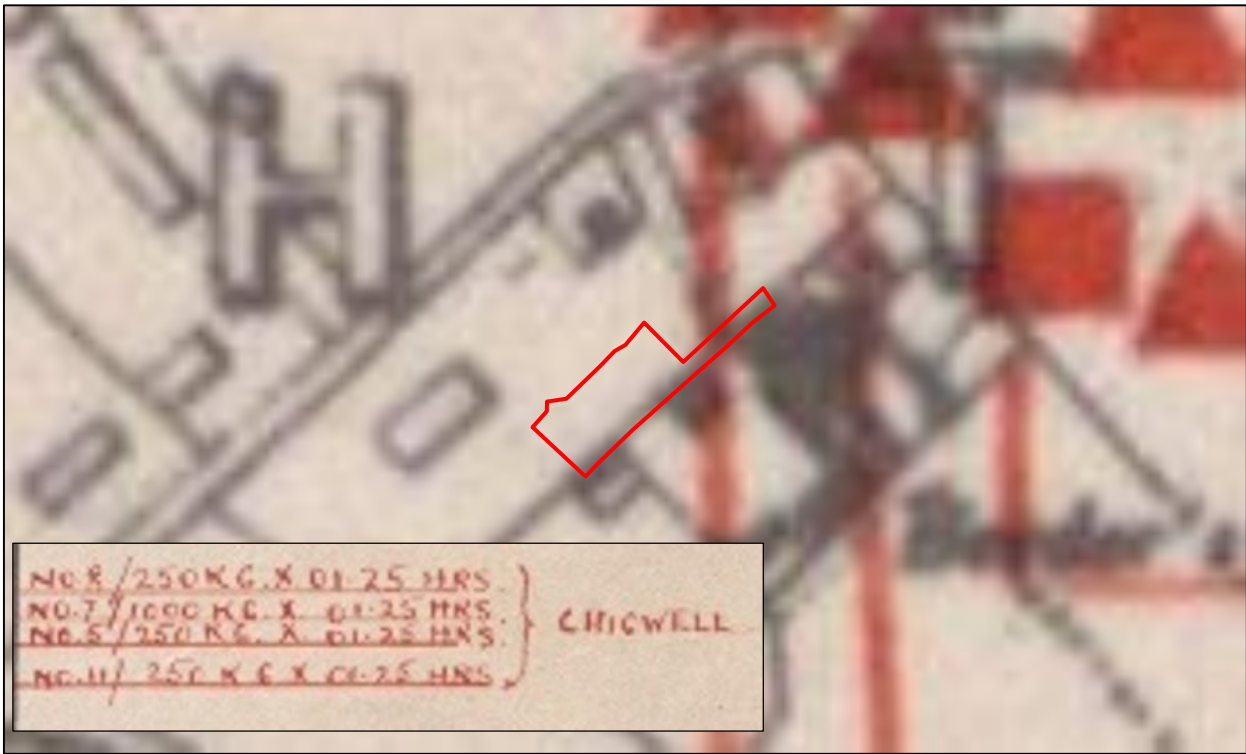 NO.8/250 KG. X 01.25 HRS.
NO.7/1000 KG. X 01.25 HRS.
NO.5/250 KG. X 01.25 HRS
NO.11/250 KG X 01.25 HRS
CHIGWELL